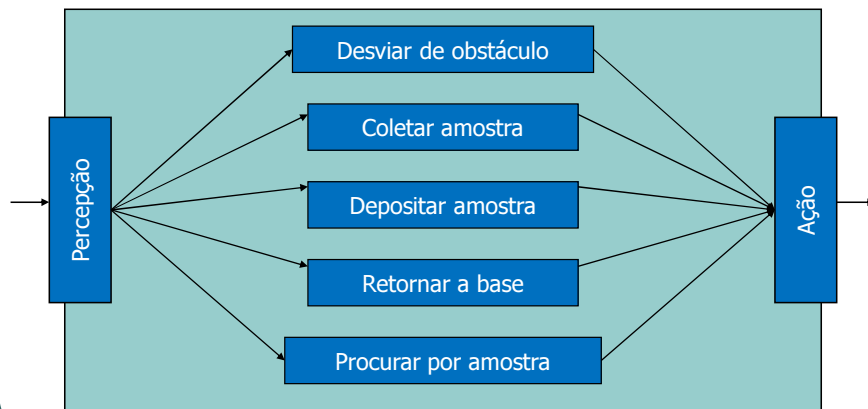 Desviar de obstáculo
Coletar amostra
Percepção
Depositar amostra
Ação
Retornar a base
Procurar por amostra